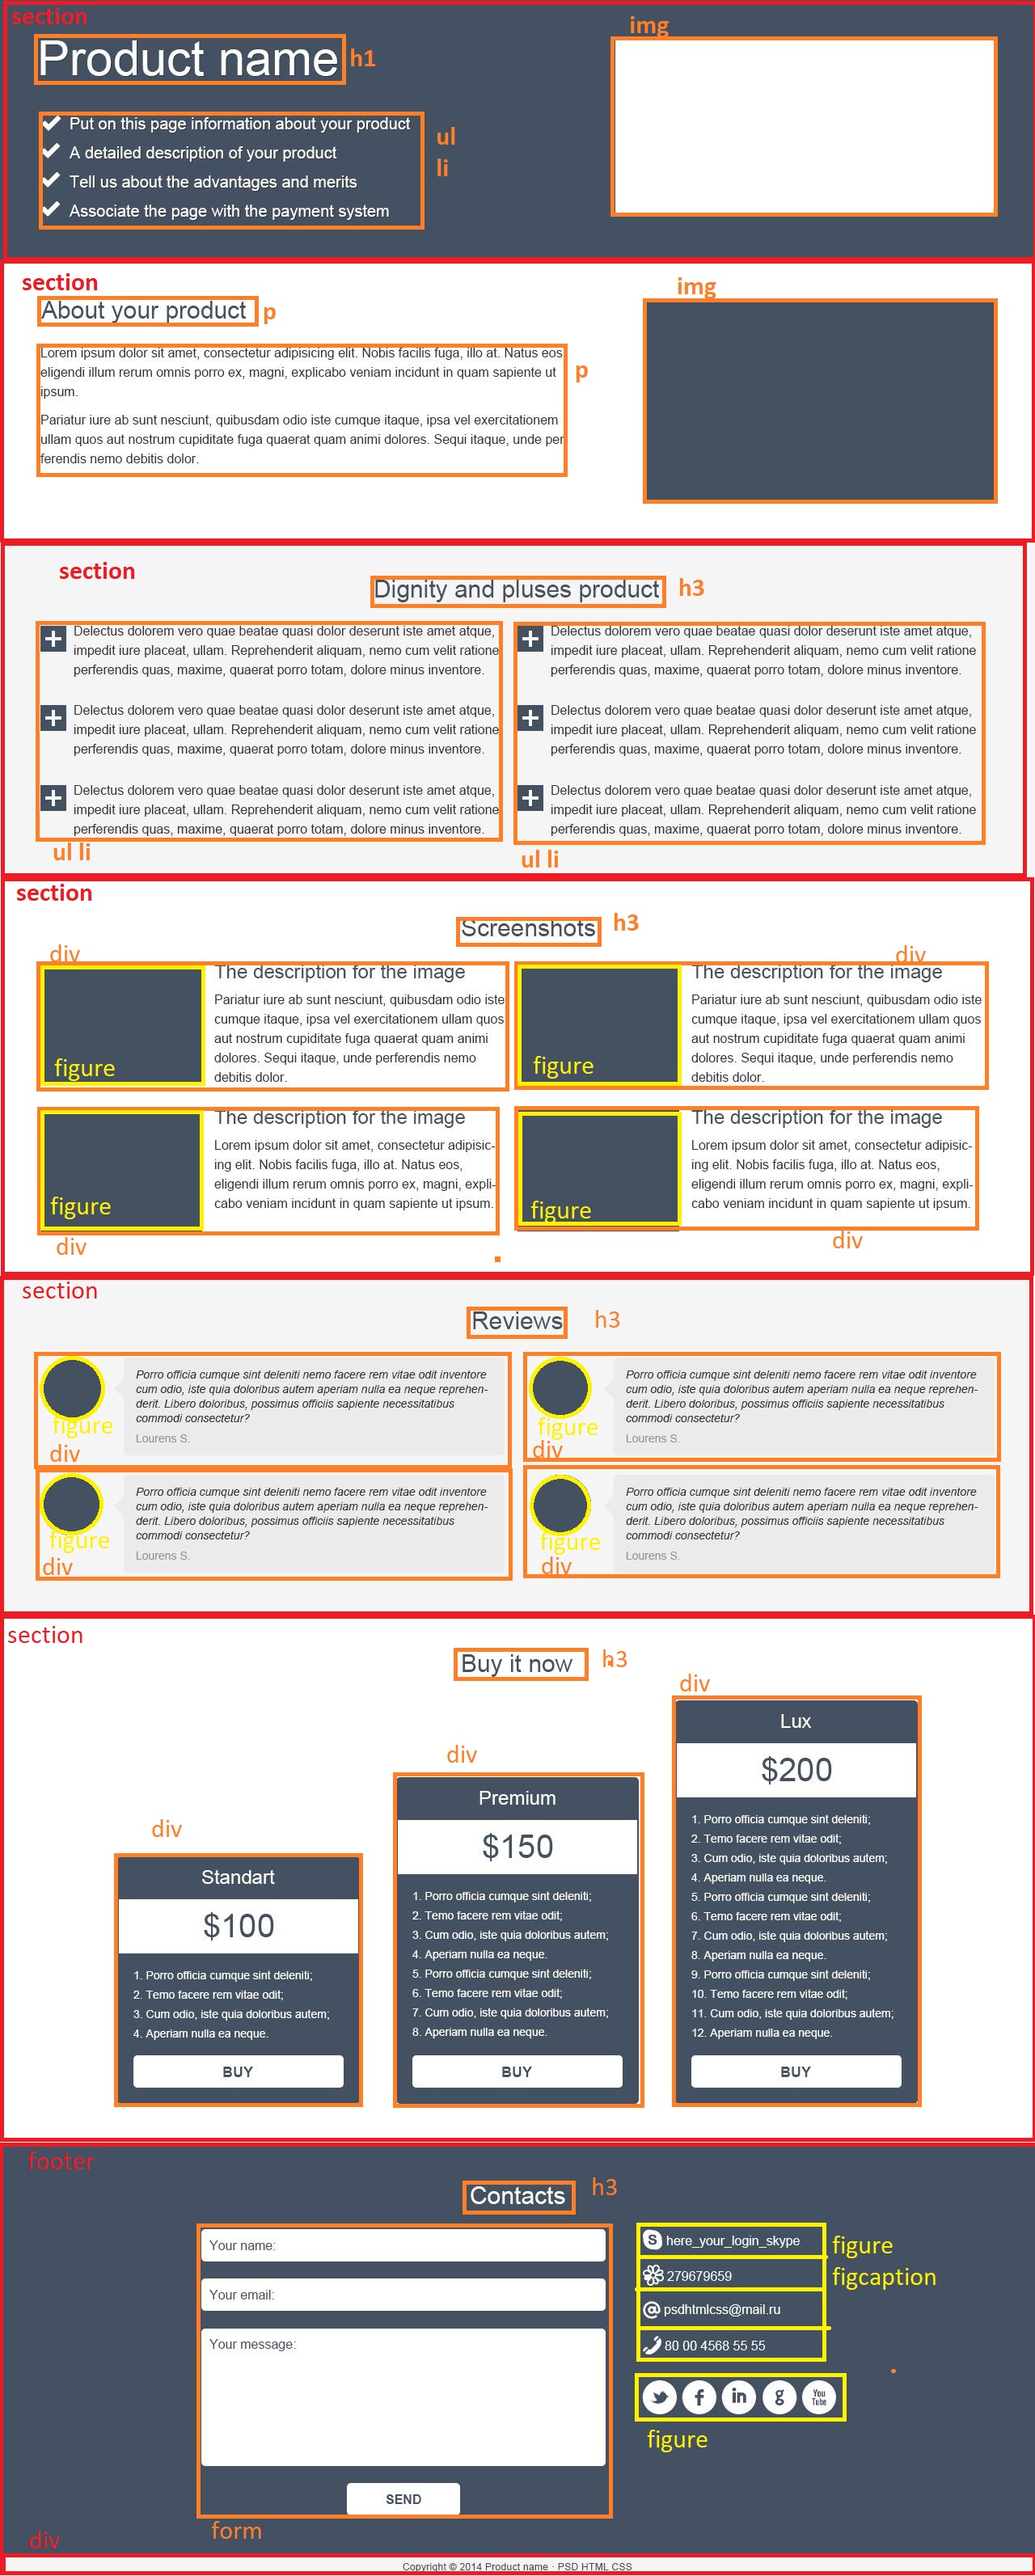 section
img
Product name h1
Put on this page information about your product
ul
A detailed description of your product
li
Tell us about the advantages and merits
Associate the page with the payment system
section
img
About your product p
Lorem ipsum dolor sit amet, consectetur adipisicing elit. Nobis facilis fuga, illo at. Natus eos
eligendi illum rerum omnis porro ex, magni, explicabo veniam incidunt in quam sapiente ut
p
ipsum.
Pariatur iure ab sunt nesciunt, quibusdam odio iste cumque itaque, ipsa vel exercitationem
ullam quos aut nostrum cupiditate fuga quaerat quam animi dolores. Sequi itaque, unde per
ferendis nemo debitis dolor.
section
Dignity and pluses product h3
Delectus dolorem vero quae beatae quasi dolor deserunt iste amet atque,
impedit iure placeat, ullam. Reprehenderit aliquam, nemo cum velit ratione
perferendis quas, maxime, quaerat porro totam, dolore minus inventore.
Delectus dolorem vero quae beatae quasi dolor deserunt iste amet atque,
impedit iure placeat, ullam. Reprehenderit aliquam, nemo cum velit ratione
perferendis quas, maxime, quaerat porro totam, dolore minus inventore.
Delectus dolorem vero quae beatae quasi dolor deserunt iste amet atque,
impedit iure placeat, ullam. Reprehenderit aliquam, nemo cum velit ratione
perferendis quas, maxime, quaerat porro totam, dolore minus inventore.
ul li
Delectus dolorem vero quae beatae quasi dolor deserunt iste amet atque,
impedit iure placeat, ullam. Reprehenderit aliquam, nemo cum velit ratione
perferendis quas, maxime, quaerat porro totam, dolore minus inventore.
Delectus dolorem vero quae beatae quasi dolor deserunt iste amet atque,
impedit iure placeat, ullam. Reprehenderit aliquam, nemo cum velit ratione
perferendis quas, maxime, quaerat porro totam, dolore minus inventore.
Delectus dolorem vero quae beatae quasi dolor deserunt iste amet atque,
impedit iure placeat, ullam. Reprehenderit aliquam, nemo cum velit ratione
perferendis quas, maxime, quaerat porro totam, dolore minus inventore.
ul li
section
Screenshots h3
div
The description for the image
Pariatur iure ab sunt nesciunt, quibusdam odio iste
cumque itaque, ipsa vel exercitationem ullam quos
aut nostrum cupiditate fuga quaerat quam animi
dolores. Sequi itaque, unde perferendis nemo
debitis dolor.
figure
div
The description for the image
Pariatur iure ab sunt nesciunt, quibusdam odio iste
cumque itaque, ipsa vel exercitationem ullam quos
aut nostrum cupiditate fuga quaerat quam animi
dolores. Sequi itaque, unde perferendis nemo
debitis dolor.
figure
The description for the image
Lorem ipsum dolor sit amet, consectetur adipisic-
ing elit. Nobis facilis fuga, illo at. Natus eos,
eligendi illum rerum omnis porro ex, magni, expli-
cabo veniam incidunt in quam sapiente ut ipsum.
figure
div
The description for the image
Lorem ipsum dolor sit amet, consectetur adipisic-
ing elit. Nobis facilis fuga, illo at. Natus eos,
eligendi illum rerum omnis porro ex, magni, expli-
cabo veniam incidunt in quam sapiente ut ipsum.
figure
div
section
Reviews h3
Porro officia cumque sint deleniti nemo facere rem vitae odit inventore
cum odio, iste quia doloribus autem aperiam nulla ea neque reprehen-
derit. Libero doloribus, possimus officiis sapiente necessitatibus
commodi consectetur?
Lourens S.
figure
div
Porro officia cumque sint deleniti nemo facere rem vitae odit inventore
cum odio, iste quia doloribus autem aperiam nulla ea neque reprehen-
derit. Libero doloribus, possimus officiis sapiente necessitatibus
commodi consectetur?
Lourens S.
figure
div
Porro officia cumque sint deleniti nemo facere rem vitae odit inventore
cum odio, iste quia doloribus autem aperiam nulla ea neque reprehen-
derit. Libero doloribus, possimus officiis sapiente necessitatibus
commodi consectetur?
Lourens S.
figure
div
Porro officia cumque sint deleniti nemo facere rem vitae odit inventore
cum odio, iste quia doloribus autem aperiam nulla ea neque reprehen-
derit. Libero doloribus, possimus officiis sapiente necessitatibus
commodi consectetur?
Lourens S.
figure
div
section
Buy it now h3
div
Standart
$100
1. Porro officia cumque sint deleniti;
2. Temo facere rem vitae odit;
3. Cum odio, iste quia doloribus autem;
4. Aperiam nulla ea neque.
BUY
div
Premium
$150
1. Porro officia cumque sint deleniti;
2. Temo facere rem vitae odit;
3. Cum odio, iste quia doloribus autem;
4. Aperiam nulla ea neque.
5. Porro officia cumque sint deleniti;
6. Temo facere rem vitae odit;
7. Cum odio, iste quia doloribus autem;
8. Aperiam nulla ea neque.
BUY
div
Lux
$200
1. Porro officia cumque sint deleniti;
2. Temo facere rem vitae odit;
3. Cum odio, iste quia doloribus autem;
4. Aperiam nulla ea neque.
5. Porro officia cumque sint deleniti;
6. Temo facere rem vitae odit;
7. Cum odio, iste quia doloribus autem;
8. Aperiam nulla ea neque.
9. Porro officia cumque sint deleniti;
10. Temo facere rem vitae odit;
11. Cum odio, iste quia doloribus autem;
12. Aperiam nulla ea neque.
BUY
footer
Contacts h3
Your name:
Your email:
Your message:
SEND
form
here_your_login_skype
279679659
psdhtmlcss@mail.ru
80 00 4568 55 55
figure
figcaption
f in g You Tube
figure
div
Copyright © 2014 Product name · PSD HTML CSS